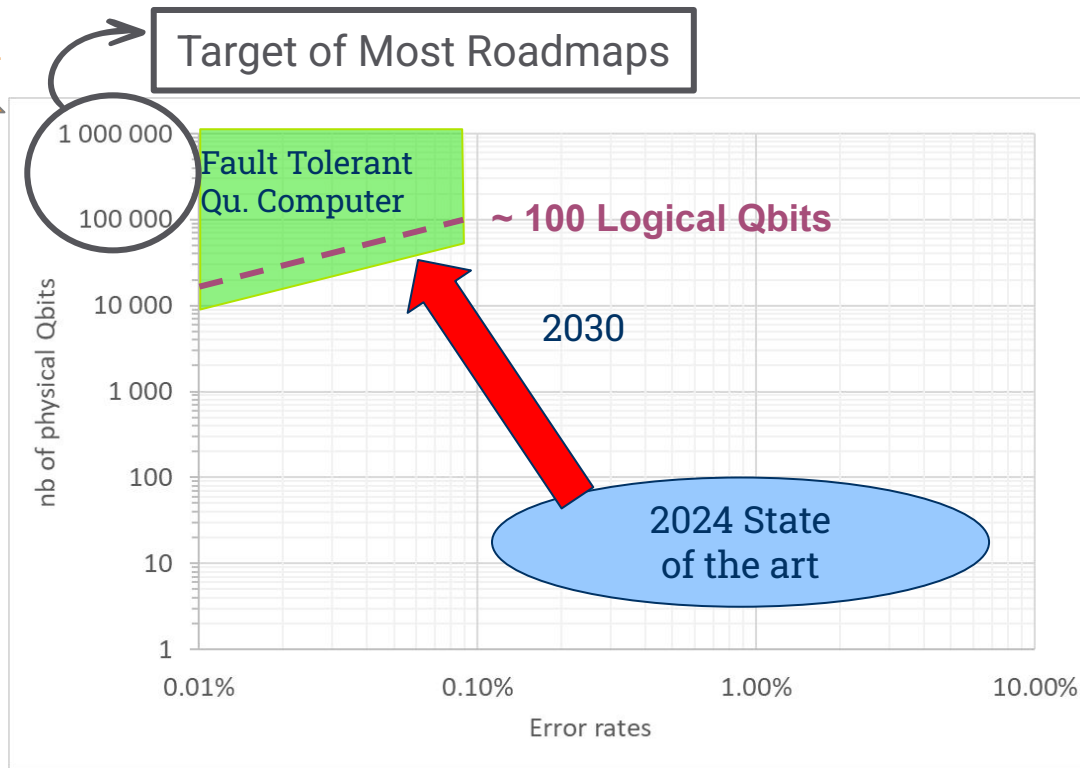 Target of Most Roadmaps
1 000 000
100 000
10 000
1 000
100
10
1
nb of physical Qbits
Fault Tolerant
Qu. Computer
~ 100 Logical Qbits
2030
2024 State
of the art
0.01%
0.10%
1.00%
10.00%
Error rates